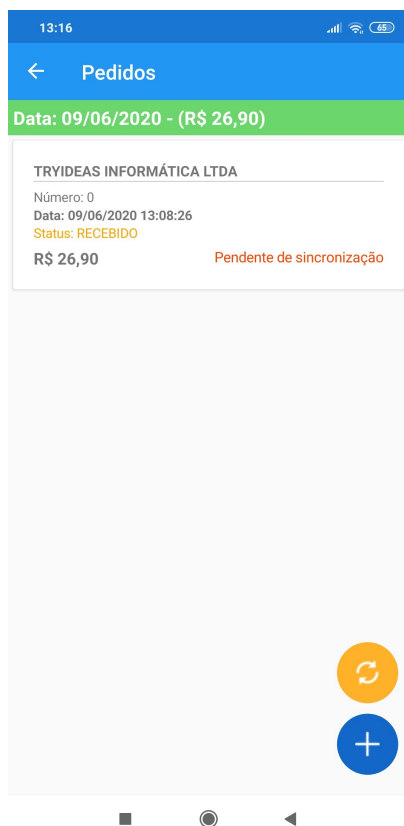 13:16
65
Pedidos
Data: 09/06/2020 - (R$ 26,90)
TRYIDEAS INFORMÁTICA LTDA
Número: 0
Data: 09/06/2020 13:08:26
Status: RECEBIDO
R$ 26,90 Pendente de sincronização